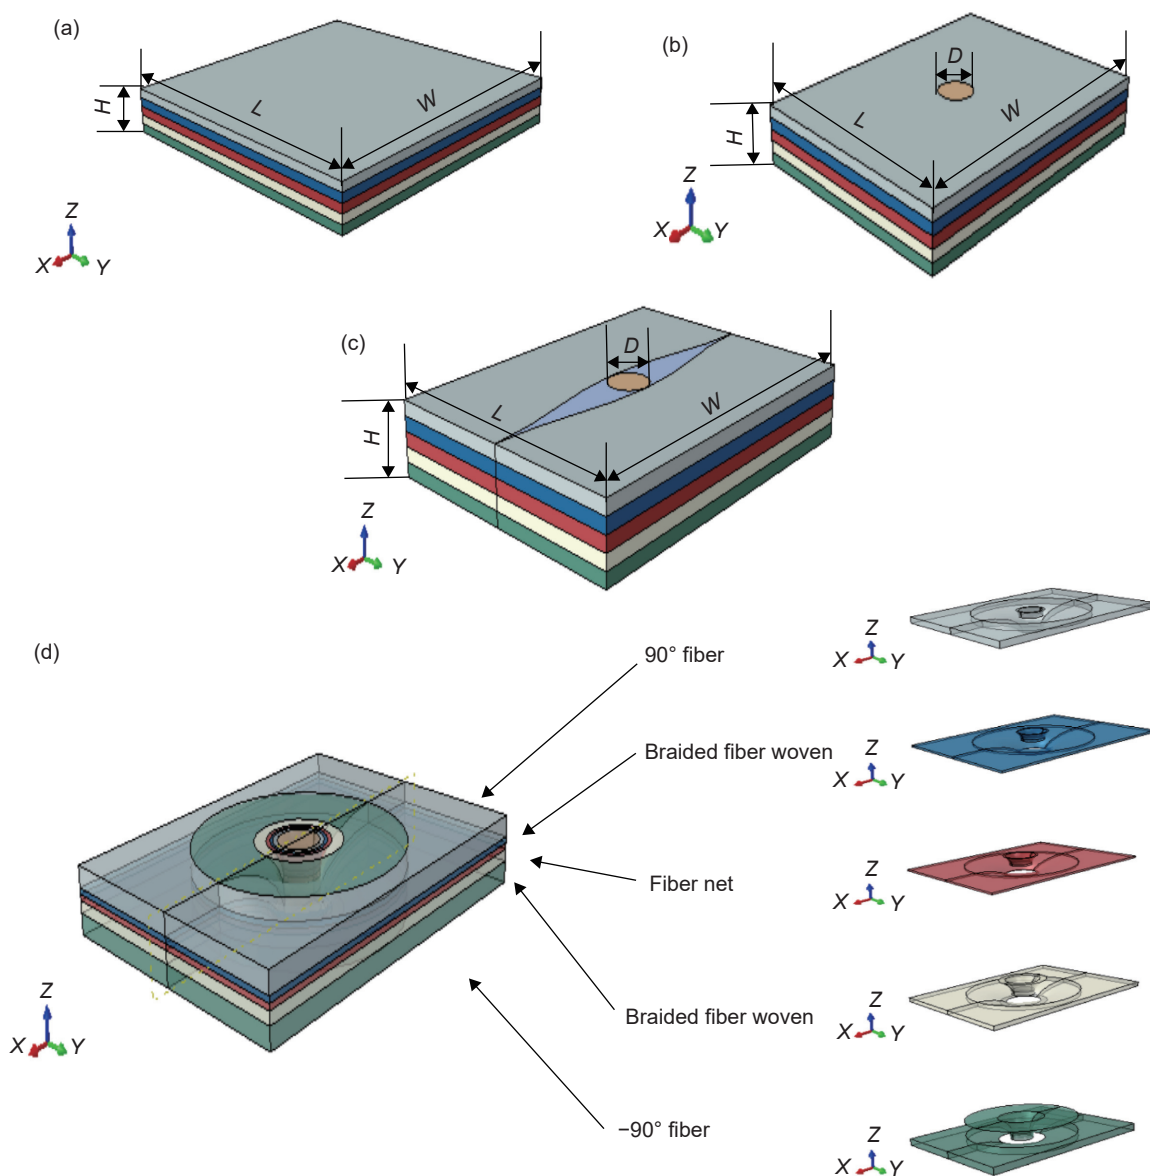 (a)
H
L
W
Z
X
Y
(b)
D
H
L
W
Z
X
Y
(c)
D
H
L
W
Z
X
Y
(d)
90° fiber
Braided fiber woven
Fiber net
Braided fiber woven
−90° fiber
Z
X
Y
Z
X
Y
Z
X
Y
Z
X
Y
Z
X
Y
Z
X
Y